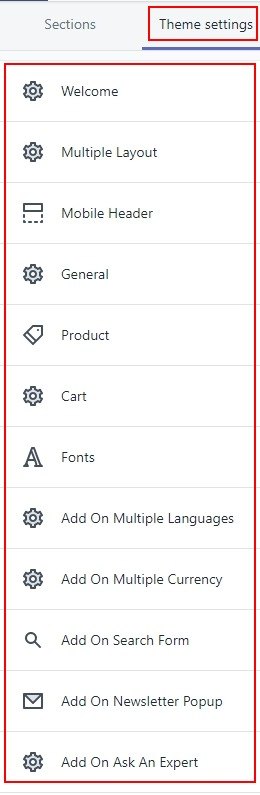 Sections
Theme settings
Welcome
Multiple Layout
Mobile Header
General
Product
Cart
Fonts
Add On Multiple Languages
Add On Multiple Currency
Add On Search Form
Add On Newsletter Popup
Add On Ask An Expert